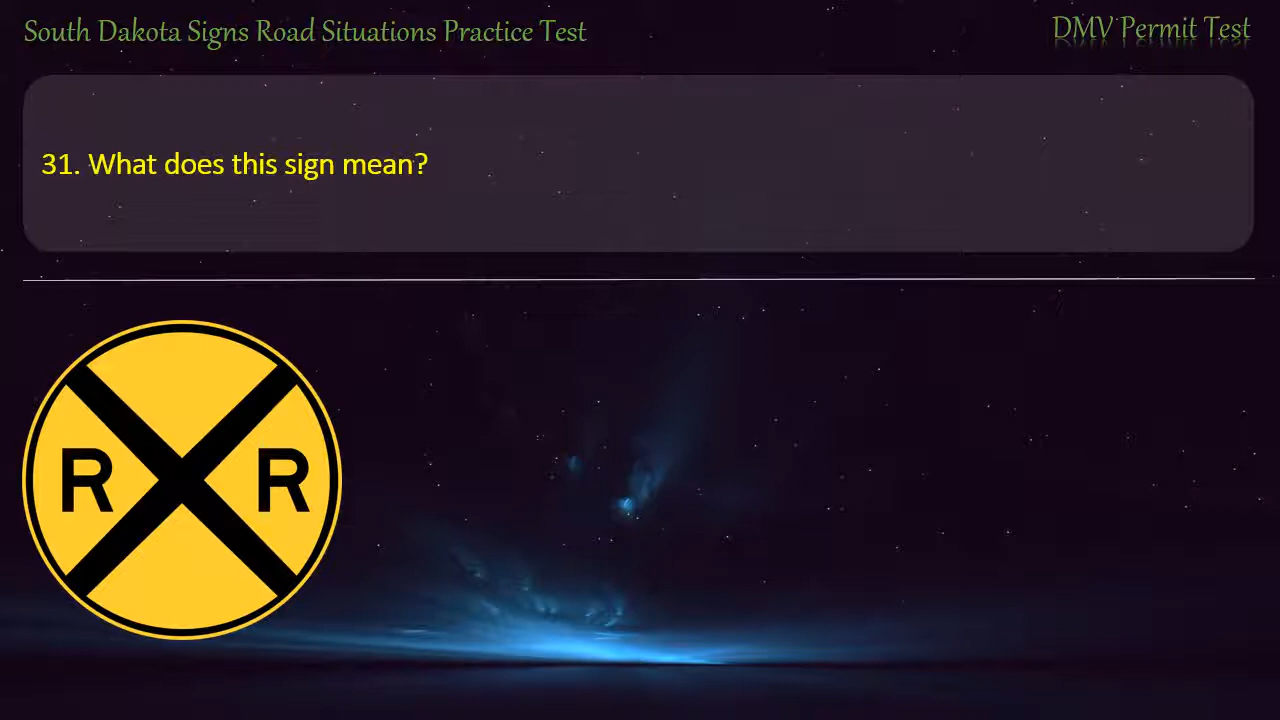 South Dakota Signs Road Situations Practice Test
DMV Permit Test
31. What does this sign mean?
R R